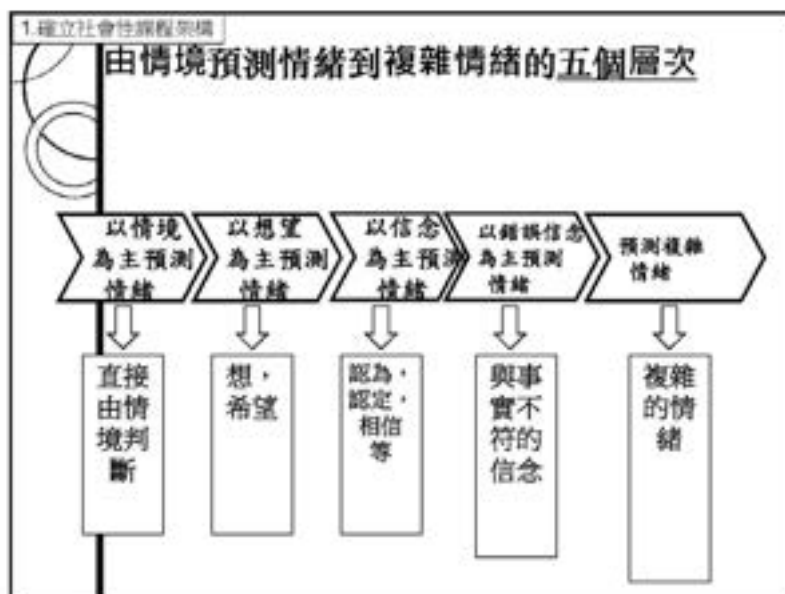 1.確立社會性課程架構
由情境預測情緒到複雜情緒的五個層次
以情境
為主預測
情緒
以想望
為主預測
情緒
以信念
為主預測
情緒
以錯誤信念
為主預測
情緒
預測複雜
情緒
直接
由情
境判
斷
想，
希望
認為，
認定，
相信
等
與事
實不
符的
信念
複雜
的情
緒